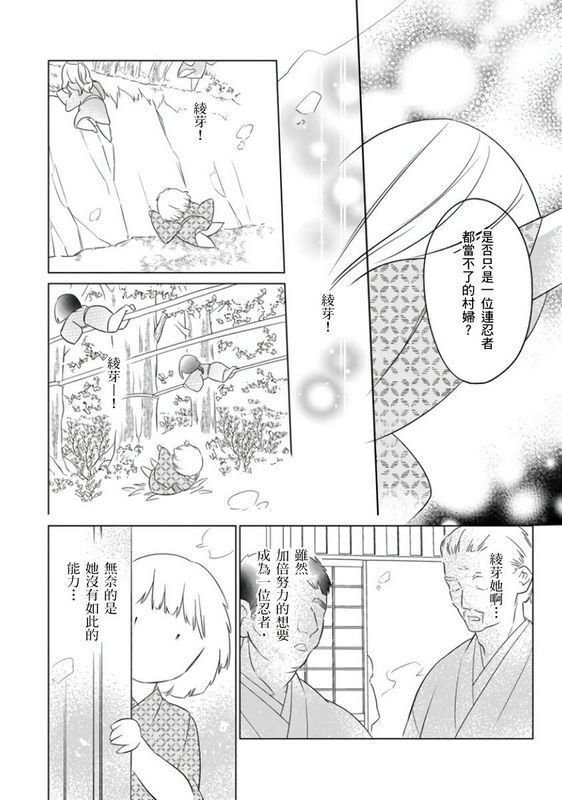 是否只是一位連忍者
都當不了的村婦？
綾芽！
綾芽！
綾芽—！
綾芽她啊…
雖然
加倍努力的想要
成為一位忍者，
無奈的是
她沒有如此的
能力…